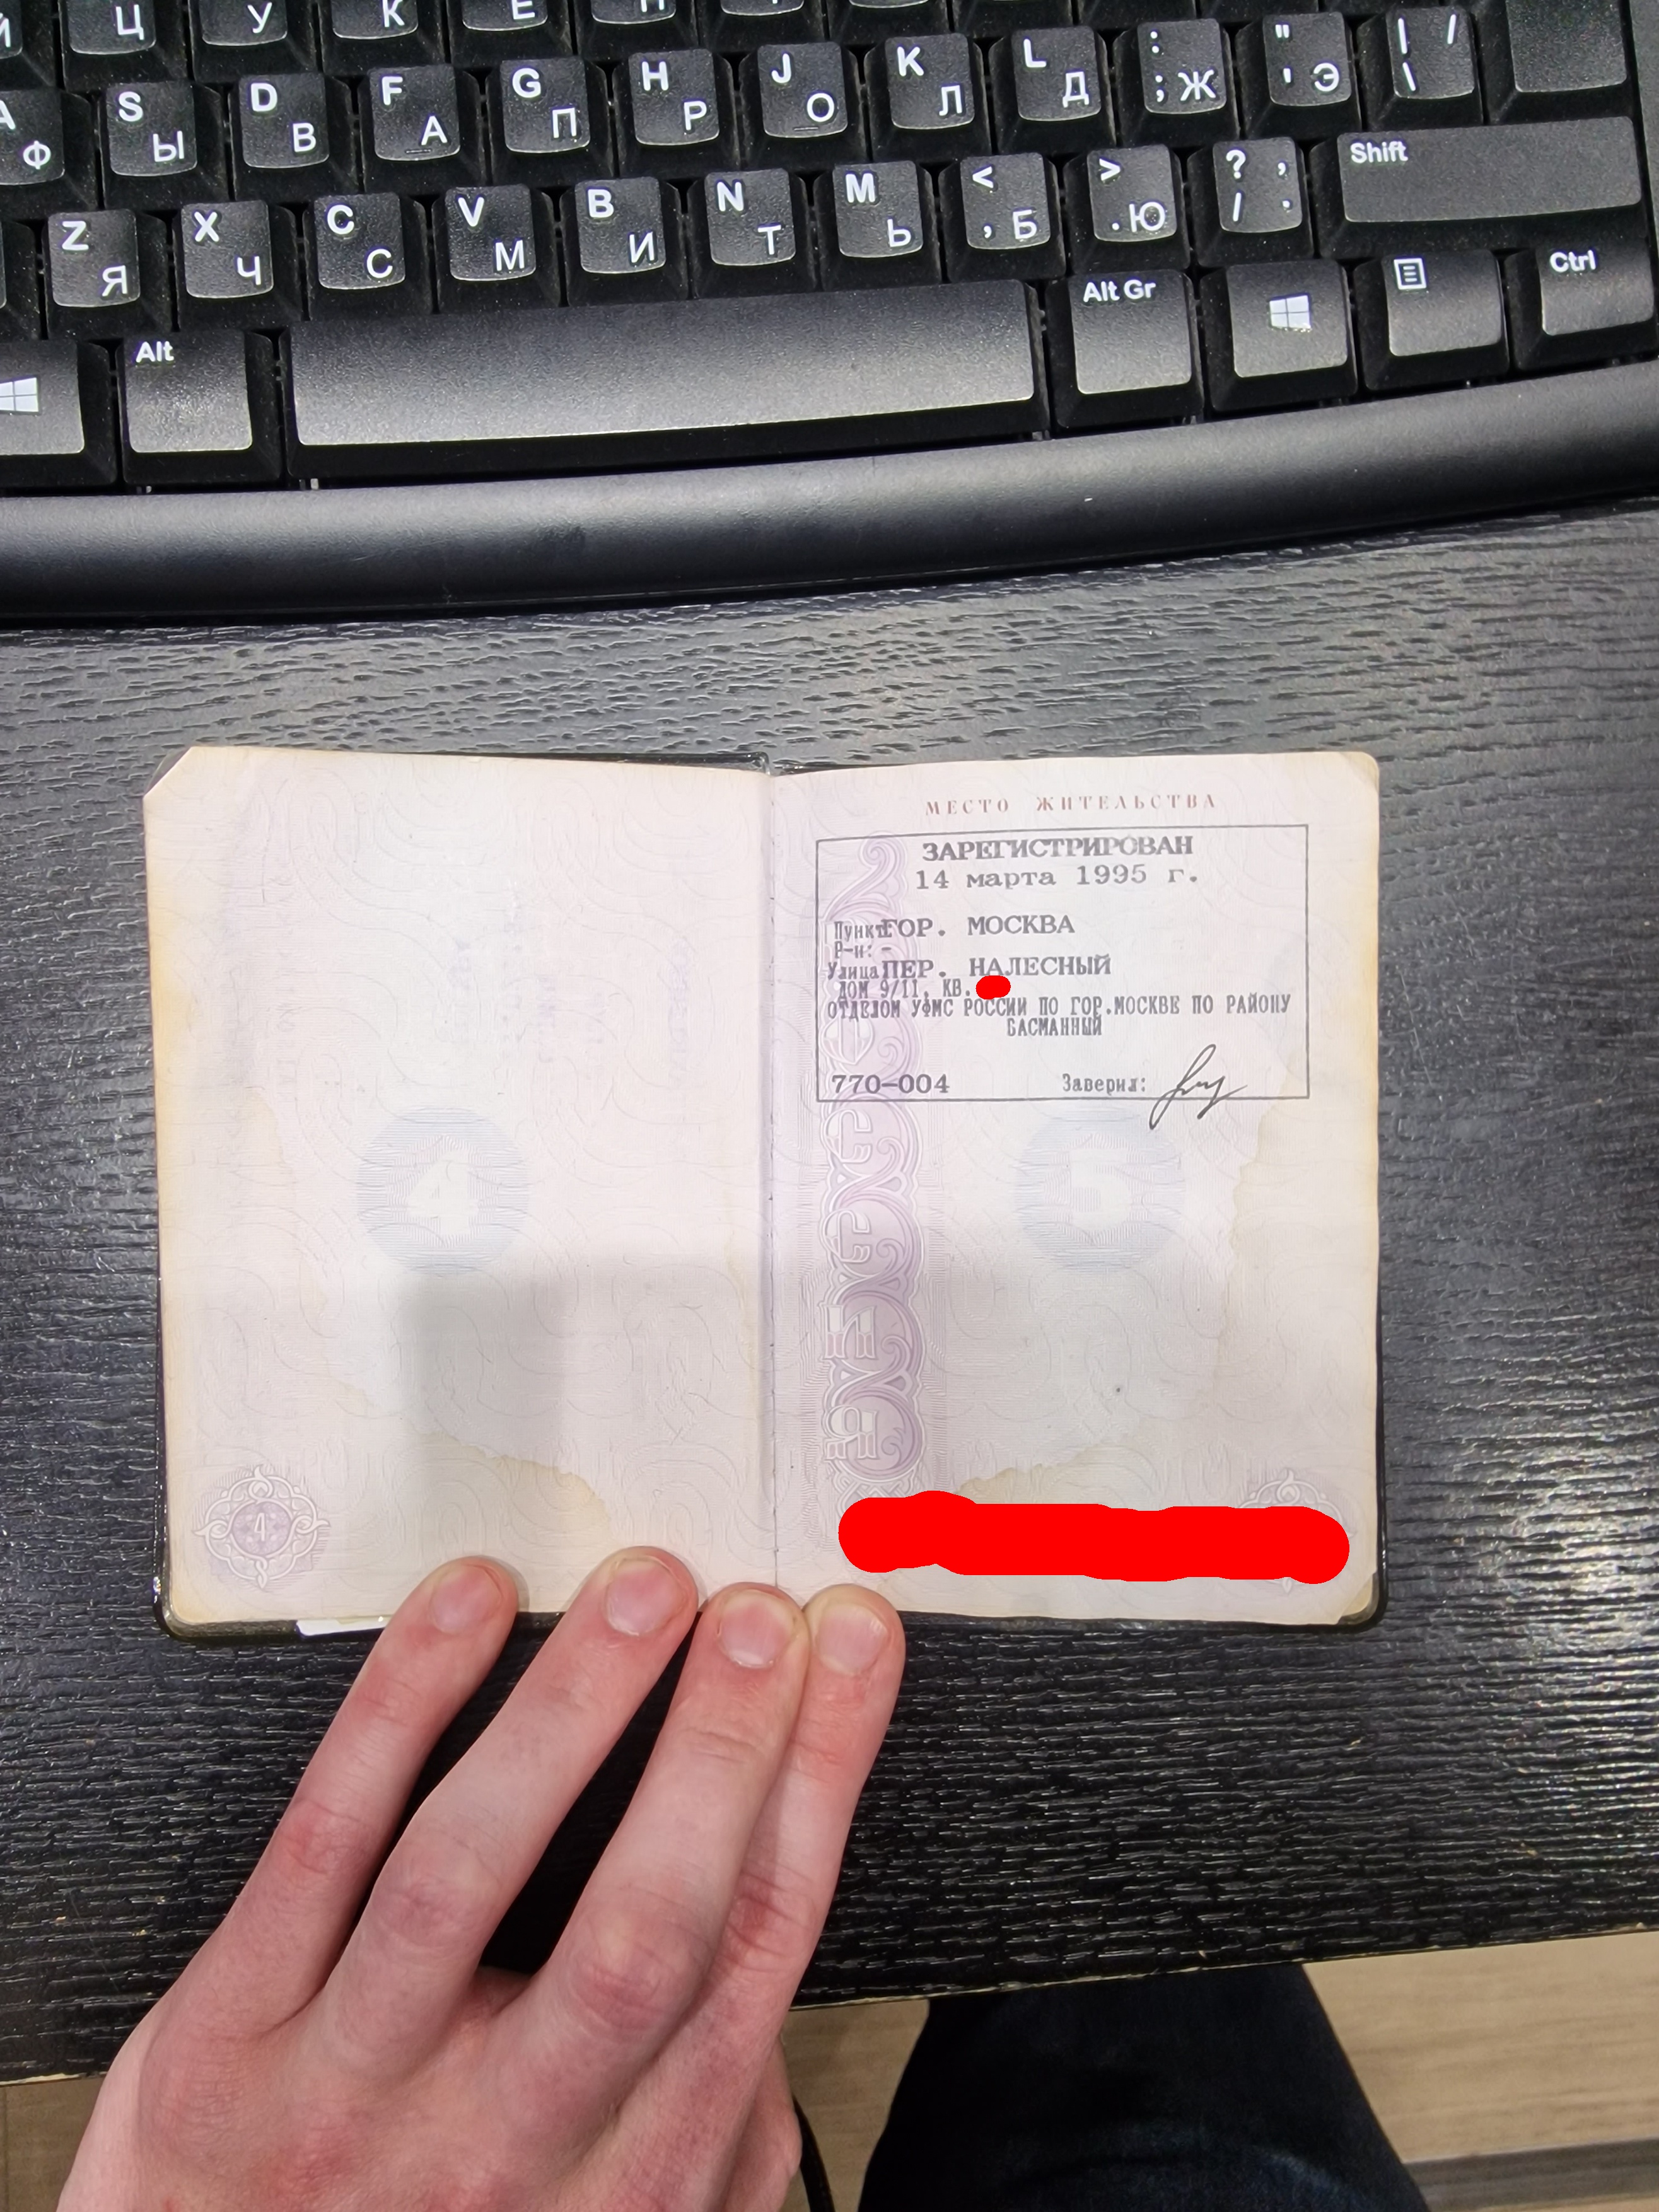 Ц У К Е Н
A Ф S Ы D В F А G П H Р J О K Л L Д : ; Ж " ' Э | / \
Z Я X Ч C С V М B И N Т M Ь < , Б > . Ю ? , / . Shift
Alt Alt Gr Ctrl
МЕСТО ЖИТЕЛЬСТВА
ЗАРЕГИСТРИРОВАН
14 марта 1995 г.
Пункт ГОР. МОСКВА
Р-н: -
Улица ПЕР. НАЛЕСНЫЙ
ДОМ 9/11, КВ.
ОТДЕЛОМ УФМС РОССИИ ПО ГОР.МОСКВЕ ПО РАЙОНУ
БАСМАННЫЙ
770-004 Заверил:
4 5
4